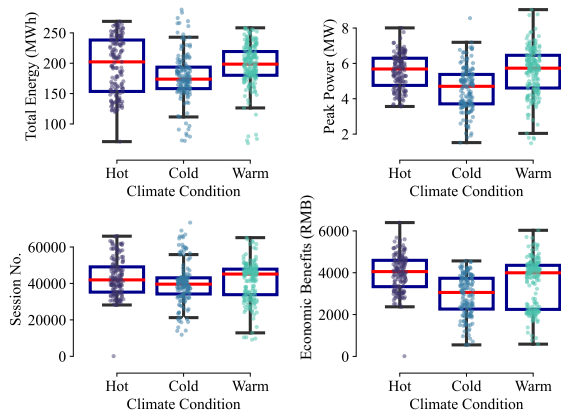 Total Energy (MWh)
250
200
150
100
Hot Cold Warm
Climate Condition
Peak Power (MW)
8
6
4
2
Hot Cold Warm
Climate Condition
Session No.
60000
40000
20000
0
Hot Cold Warm
Climate Condition
Economic Benefits (RMB)
6000
4000
2000
0
Hot Cold Warm
Climate Condition